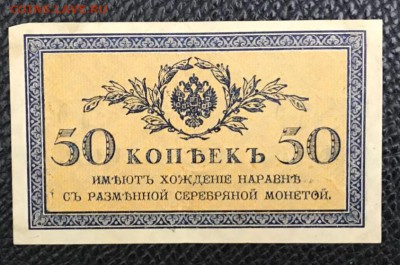 50 КОПѢЕКЪ 50
ИМѢЮТЪ ХОЖДЕНІЕ НАРАВНѢ
СЪ РАЗМѢННОЙ СЕРЕБРЯНОЙ МОНЕТОЙ.